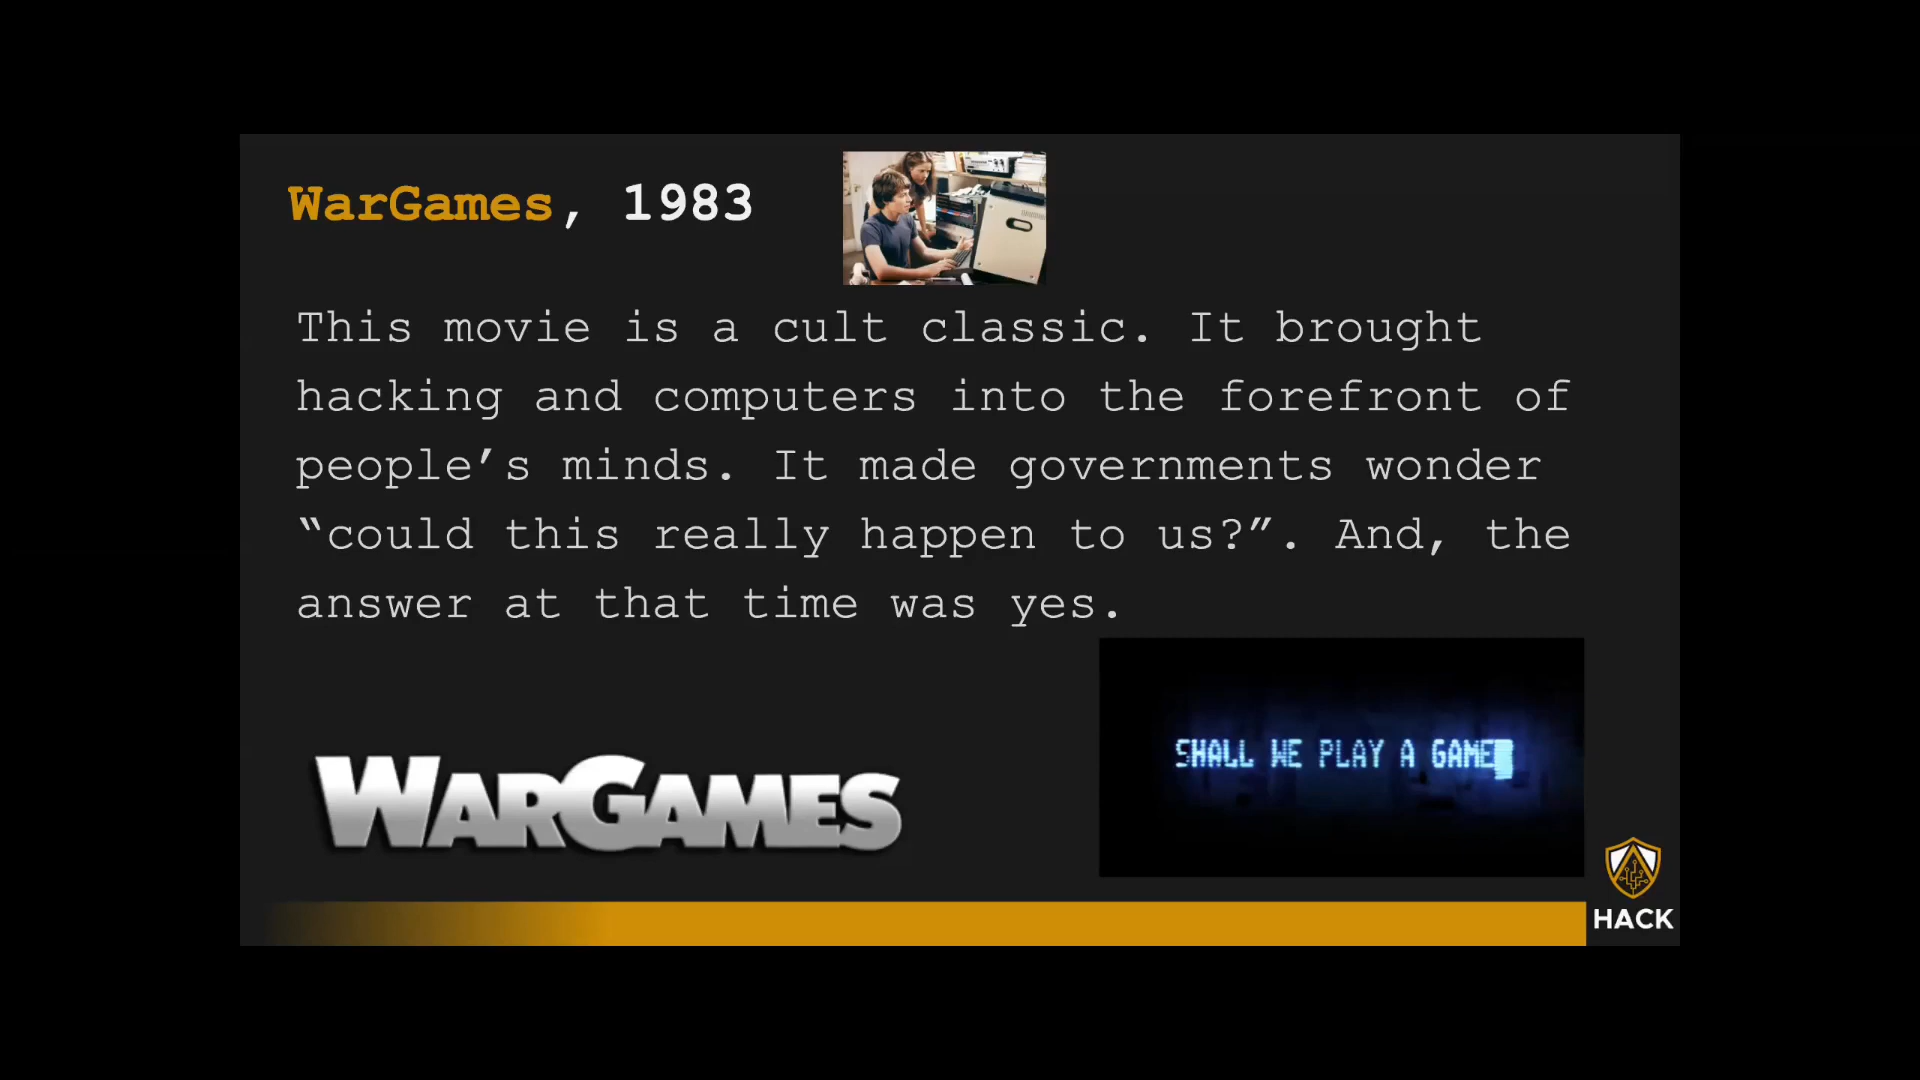 WarGames, 1983
This movie is a cult classic. It brought
hacking and computers into the forefront of
people’s minds. It made governments wonder
“could this really happen to us?”. And, the
answer at that time was yes.
SHALL WE PLAY A GAME
WARGAMES
HACK